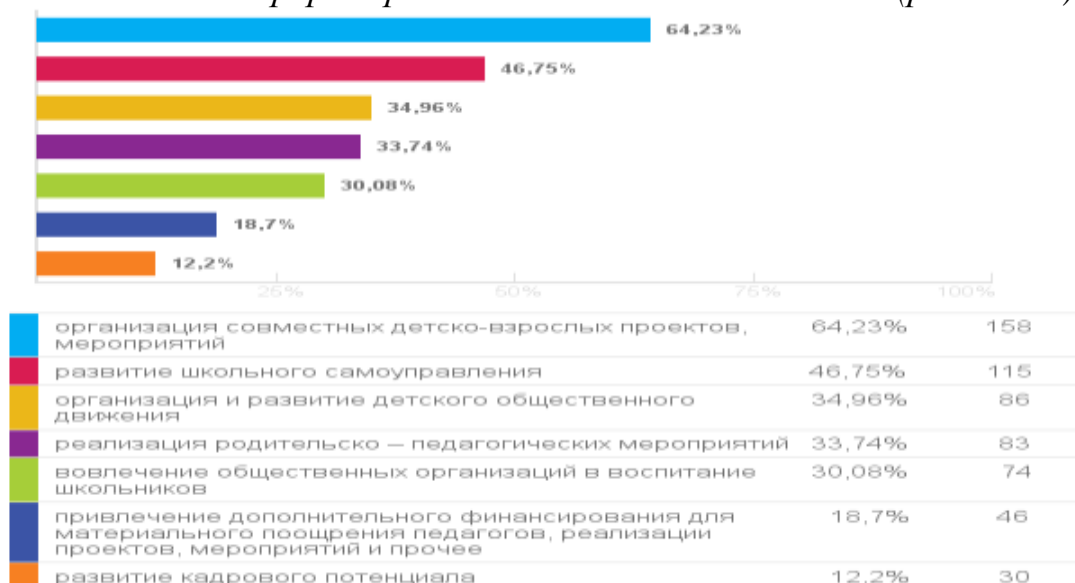 64,23%
46,75%
34,96%
33,74%
30,08%
18,7%
12,2%
25% 50% 75% 100%
организация совместных детско-взрослых проектов, 64,23% 158
мероприятий
развитие школьного самоуправления 46,75% 115
организация и развитие детского общественного 34,96% 86
движения
реализация родительско – педагогических мероприятий 33,74% 83
вовлечение общественных организаций в воспитание 30,08% 74
школьников
привлечение дополнительного финансирования для 18,7% 46
материального поощрения педагогов, реализации
проектов, мероприятий и прочее
развитие кадрового потенциала 12,2% 30